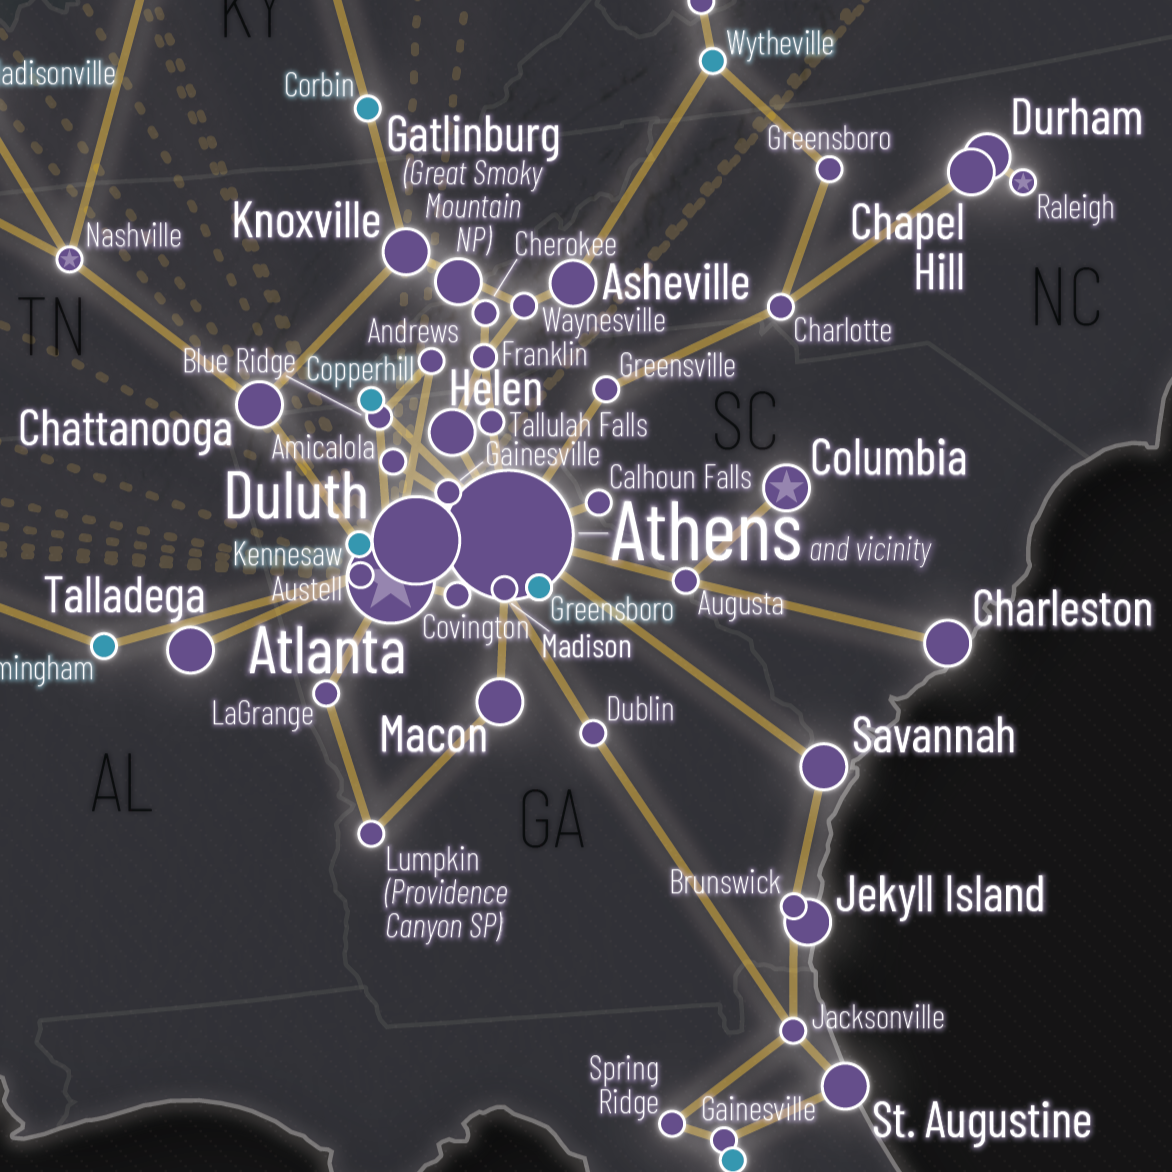 KY
Wytheville
adisonville
Corbin
Durham
Gatlinburg
(Great Smoky
Mountain
NP)
Greensboro
Raleigh
Knoxville
Chapel
Hill
Nashville
Cherokee
Asheville
NC
TN
Waynesville
Andrews
Charlotte
Blue Ridge
Copperhill
Franklin
Greensville
Helen
SC
Chattanooga
Tallulah Falls
Amicalola
Gainesville
Columbia
Calhoun Falls
Duluth
Athens
and vicinity
Kennesaw
Austell
Talladega
Greensboro
Augusta
Charleston
Covington
Madison
mingham
Atlanta
LaGrange
Dublin
Macon
Savannah
AL
GA
Lumpkin
(Providence
Canyon SP)
Brunswick
Jekyll Island
Jacksonville
Spring
Ridge
Gainesville
St. Augustine